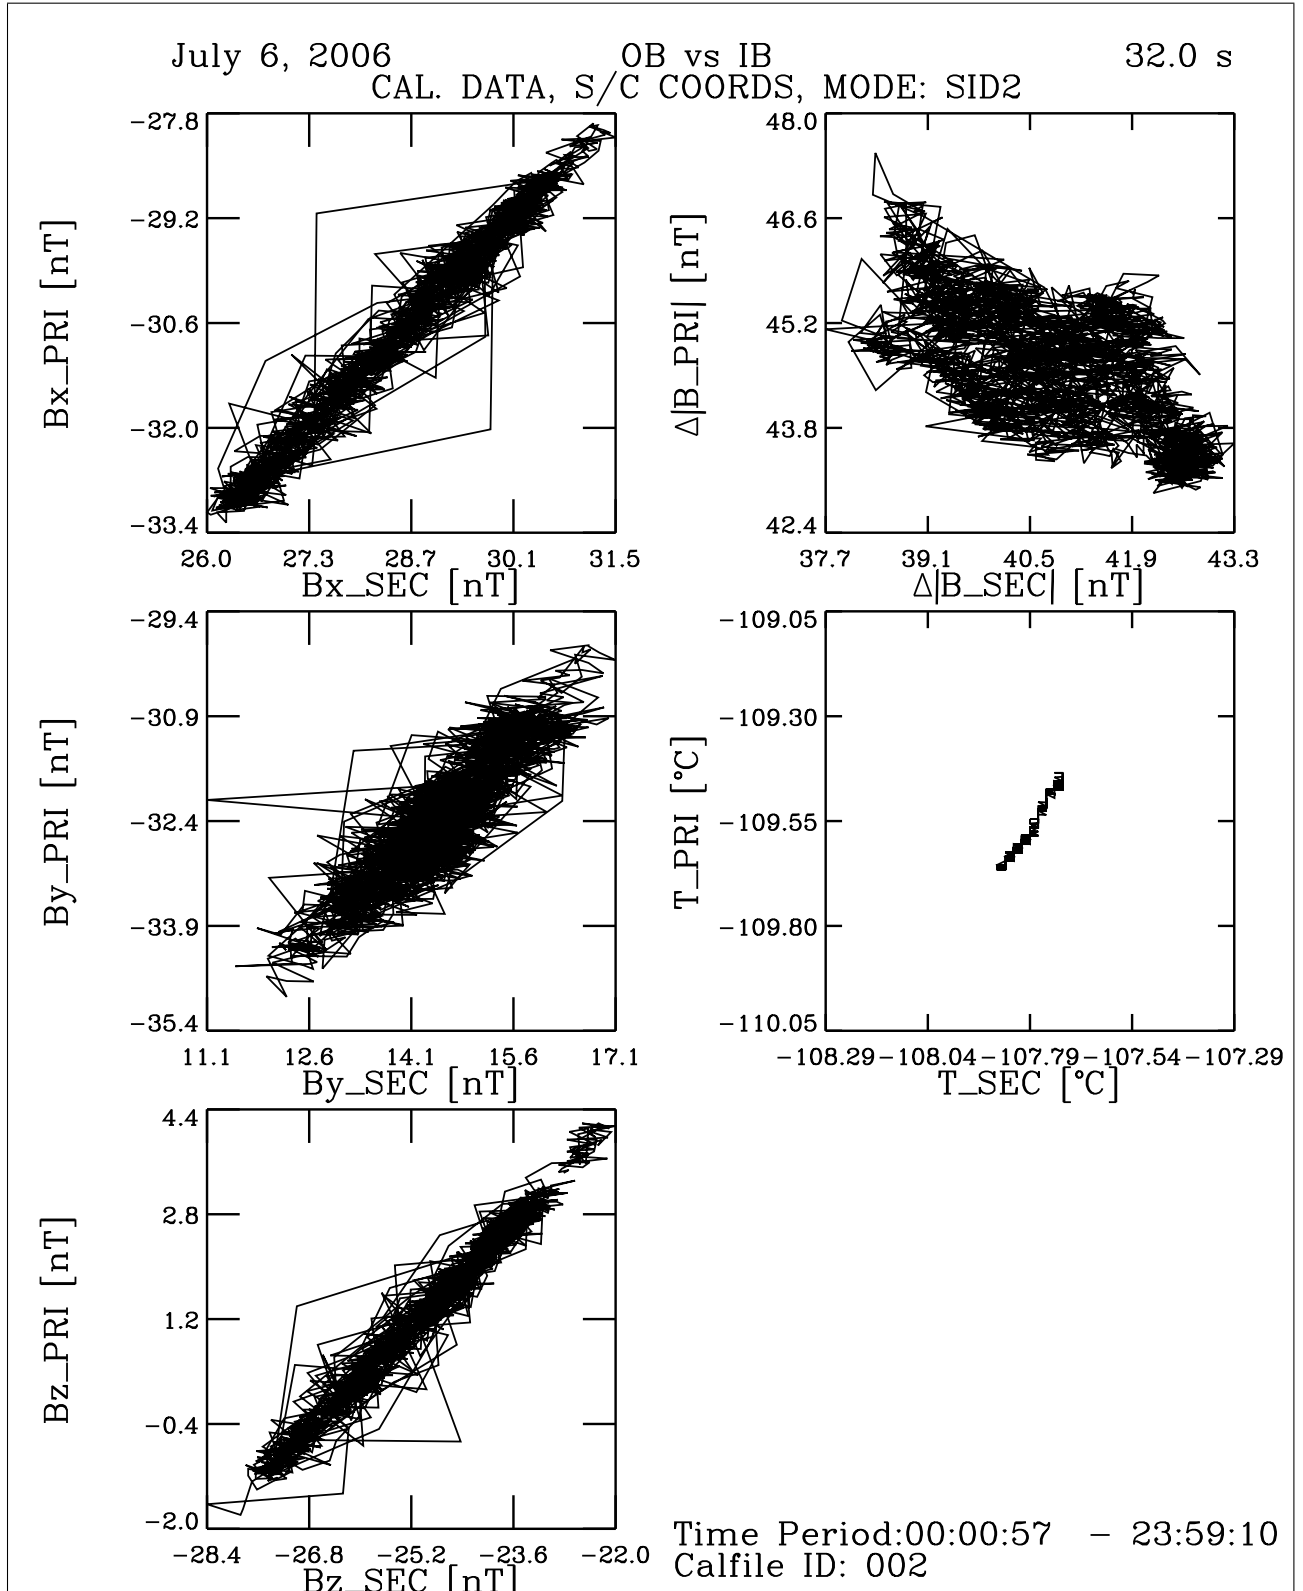 July 6, 2006 OB vs IB 32.0 s
CAL. DATA, S/C COORDS, MODE: SID2
Bx_PRI [nT]
-27.8
-29.2
-30.6
-32.0
-33.4
26.0 27.3 28.7 30.1 31.5
Bx_SEC [nT]
Δ|B_PRI| [nT]
48.0
46.6
45.2
43.8
42.4
37.7 39.1 40.5 41.9 43.3
Δ|B_SEC| [nT]
By_PRI [nT]
-29.4
-30.9
-32.4
-33.9
-35.4
11.1 12.6 14.1 15.6 17.1
By_SEC [nT]
T_PRI [°C]
-109.05
-109.30
-109.55
-109.80
-110.05
-108.29 -108.04 -107.79 -107.54 -107.29
T_SEC [°C]
Bz_PRI [nT]
4.4
2.8
1.2
-0.4
-2.0
-28.4 -26.8 -25.2 -23.6 -22.0
Bz_SEC [nT]
Time Period:00:00:57 - 23:59:10
Calfile ID: 002